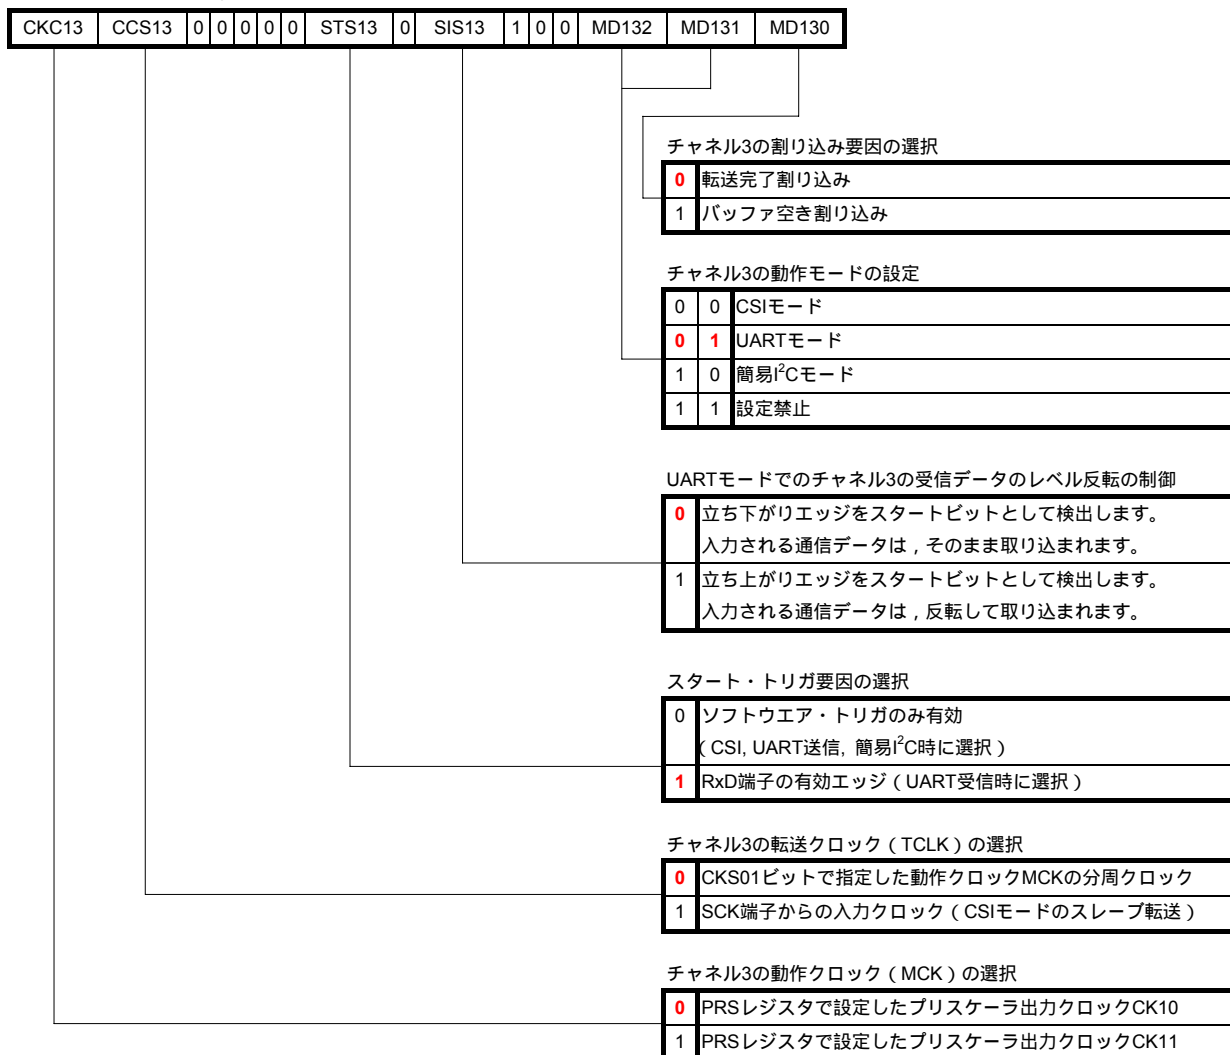 CKC13 CCS13 0 0 0 0 0 STS13 0 SIS13 1 0 0 MD132 MD131 MD130
チャネル3の割り込み要因の選択
0 転送完了割り込み
1 バッファ空き割り込み
チャネル3の動作モードの設定
0 0 CSIモード
0 1 UARTモード
1 0 簡易I²Cモード
1 1 設定禁止
UARTモードでのチャネル3の受信データのレベル反転の制御
0 立ち下がりエッジをスタートビットとして検出します。
入力される通信データは，そのまま取り込まれます。
1 立ち上がりエッジをスタートビットとして検出します。
入力される通信データは，反転して取り込まれます。
スタート・トリガ要因の選択
0 ソフトウエア・トリガのみ有効
（CSI, UART送信, 簡易I²C時に選択）
1 RxD端子の有効エッジ（UART受信時に選択）
チャネル3の転送クロック（TCLK）の選択
0 CKS01ビットで指定した動作クロックMCKの分周クロック
1 SCK端子からの入力クロック（CSIモードのスレーブ転送）
チャネル3の動作クロック（MCK）の選択
0 PRSレジスタで設定したプリスケーラ出力クロックCK10
1 PRSレジスタで設定したプリスケーラ出力クロックCK11